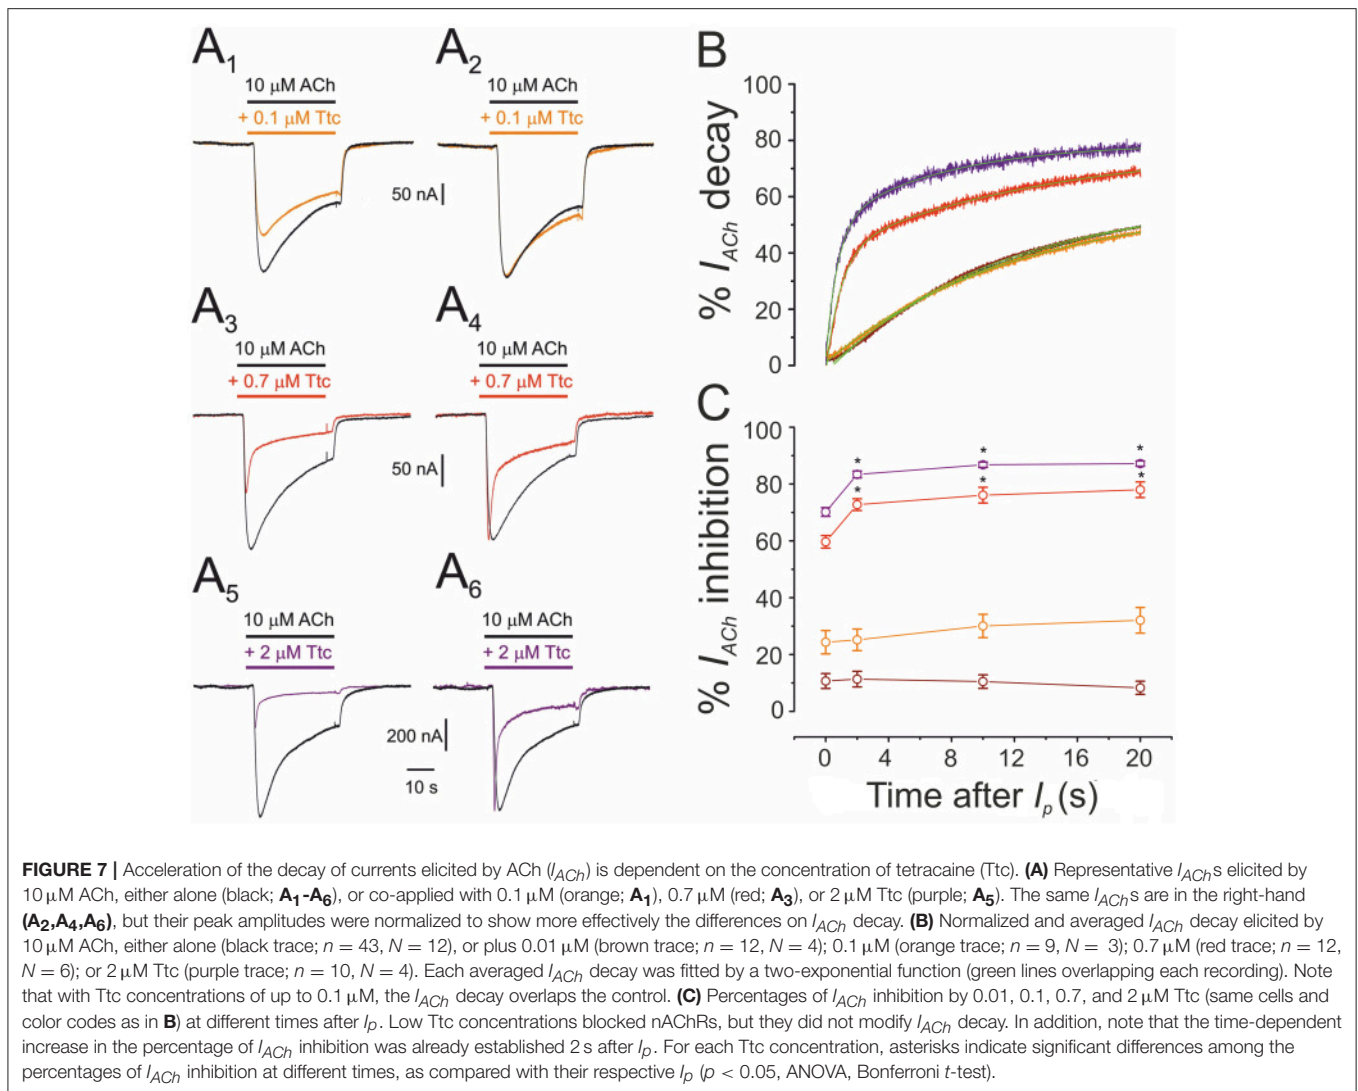 A1
10 µM ACh
+ 0.1 µM Ttc
50 nA
A2
10 µM ACh
+ 0.1 µM Ttc
A3
10 µM ACh
+ 0.7 µM Ttc
50 nA
A4
10 µM ACh
+ 0.7 µM Ttc
A5
10 µM ACh
+ 2 µM Ttc
200 nA
10 s
A6
10 µM ACh
+ 2 µM Ttc
B
% IACh decay
100
80
60
40
20
0
C
% IACh inhibition
100
80
60
40
20
0
* * *
* * *
0 4 8 12 16 20
Time after Ip (s)
FIGURE 7 | Acceleration of the decay of currents elicited by ACh (IACh) is dependent on the concentration of tetracaine (Ttc). (A) Representative IAChs elicited by
10 µM ACh, either alone (black; A1-A6), or co-applied with 0.1 µM (orange; A1), 0.7 µM (red; A3), or 2 µM Ttc (purple; A5). The same IAChs are in the right-hand
(A2,A4,A6), but their peak amplitudes were normalized to show more effectively the differences on IACh decay. (B) Normalized and averaged IACh decay elicited by
10 µM ACh, either alone (black trace; n = 43, N = 12), or plus 0.01 µM (brown trace; n = 12, N = 4); 0.1 µM (orange trace; n = 9, N = 3); 0.7 µM (red trace; n = 12,
N = 6); or 2 µM Ttc (purple trace; n = 10, N = 4). Each averaged IACh decay was fitted by a two-exponential function (green lines overlapping each recording). Note
that with Ttc concentrations of up to 0.1 µM, the IACh decay overlaps the control. (C) Percentages of IACh inhibition by 0.01, 0.1, 0.7, and 2 µM Ttc (same cells and
color codes as in B) at different times after Ip. Low Ttc concentrations blocked nAChRs, but they did not modify IACh decay. In addition, note that the time-dependent
increase in the percentage of IACh inhibition was already established 2 s after Ip. For each Ttc concentration, asterisks indicate significant differences among the
percentages of IACh inhibition at different times, as compared with their respective Ip (p < 0.05, ANOVA, Bonferroni t-test).